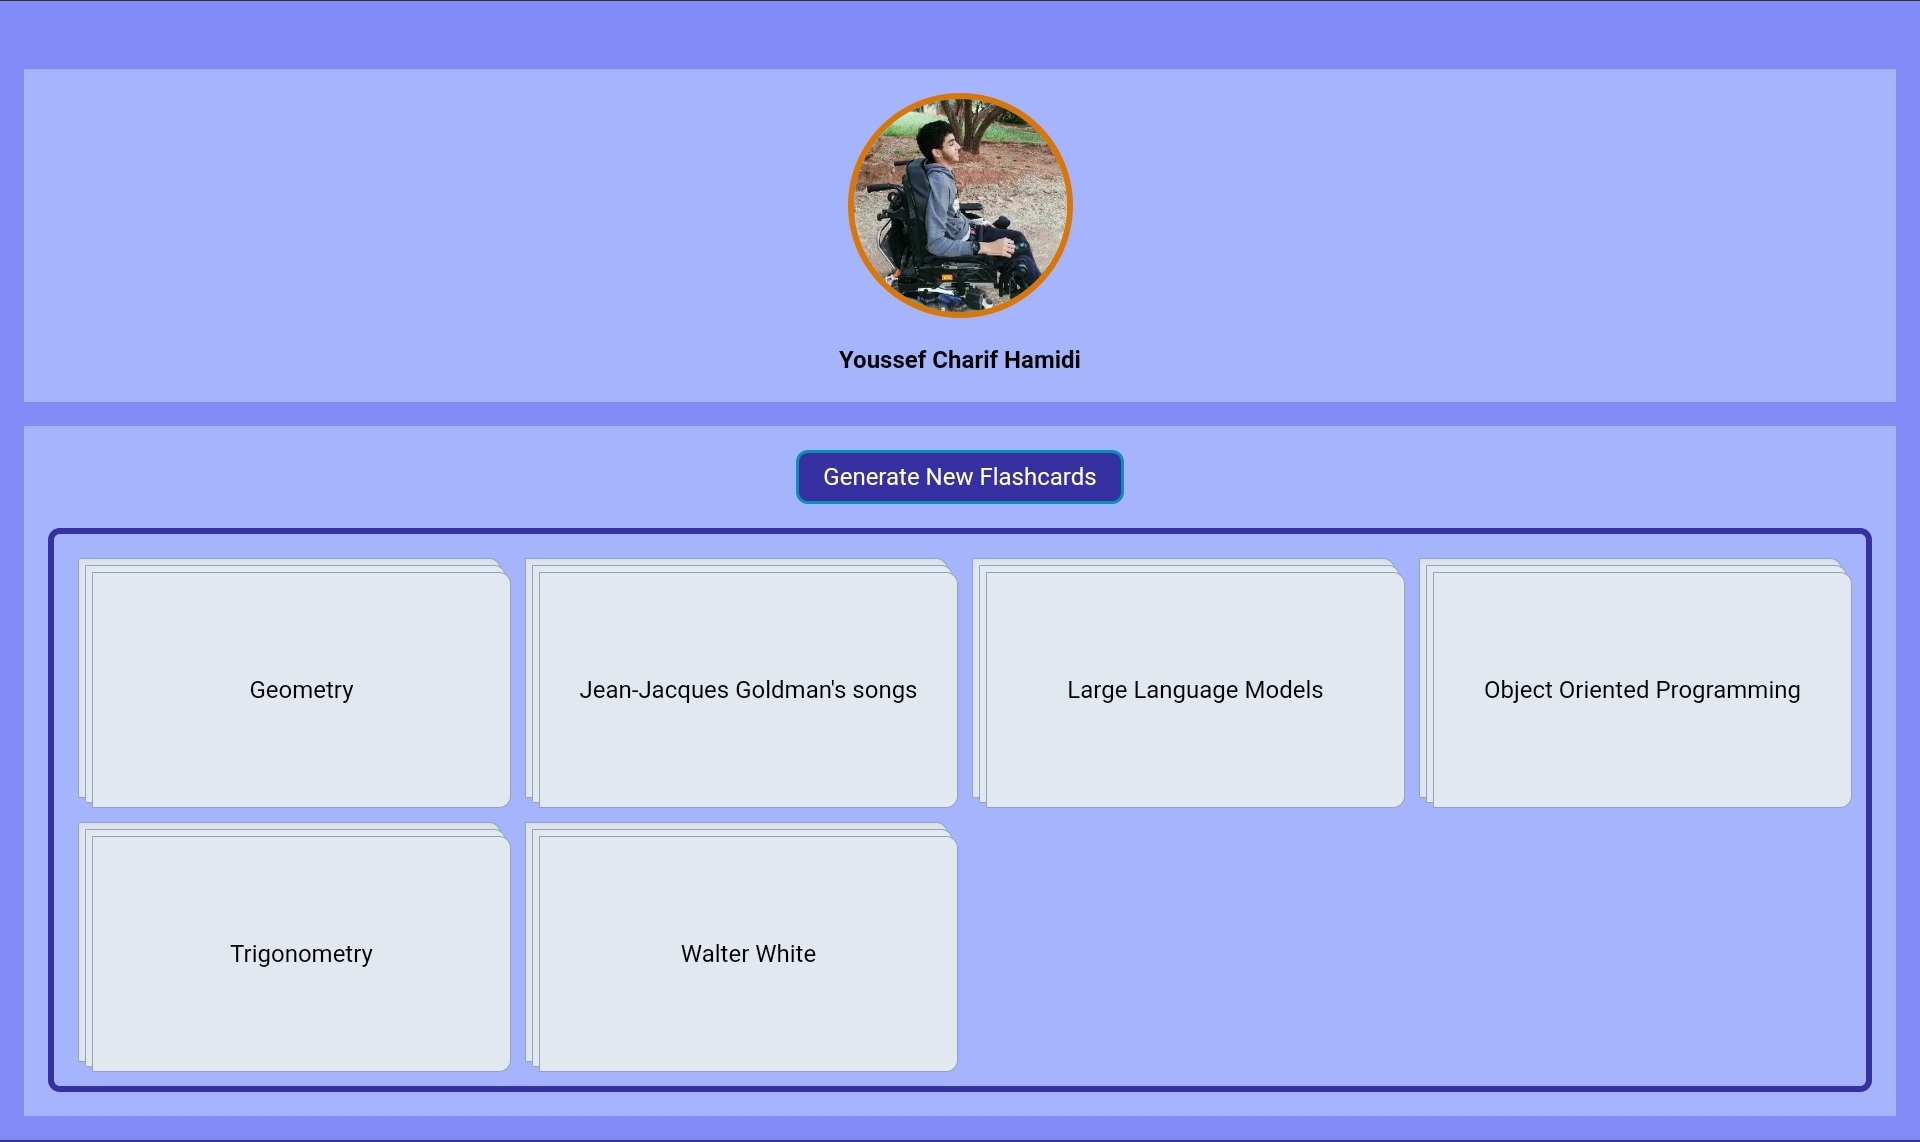 Youssef Charif Hamidi
Generate New Flashcards
Geometry
Jean-Jacques Goldman's songs
Large Language Models
Object Oriented Programming
Trigonometry
Walter White